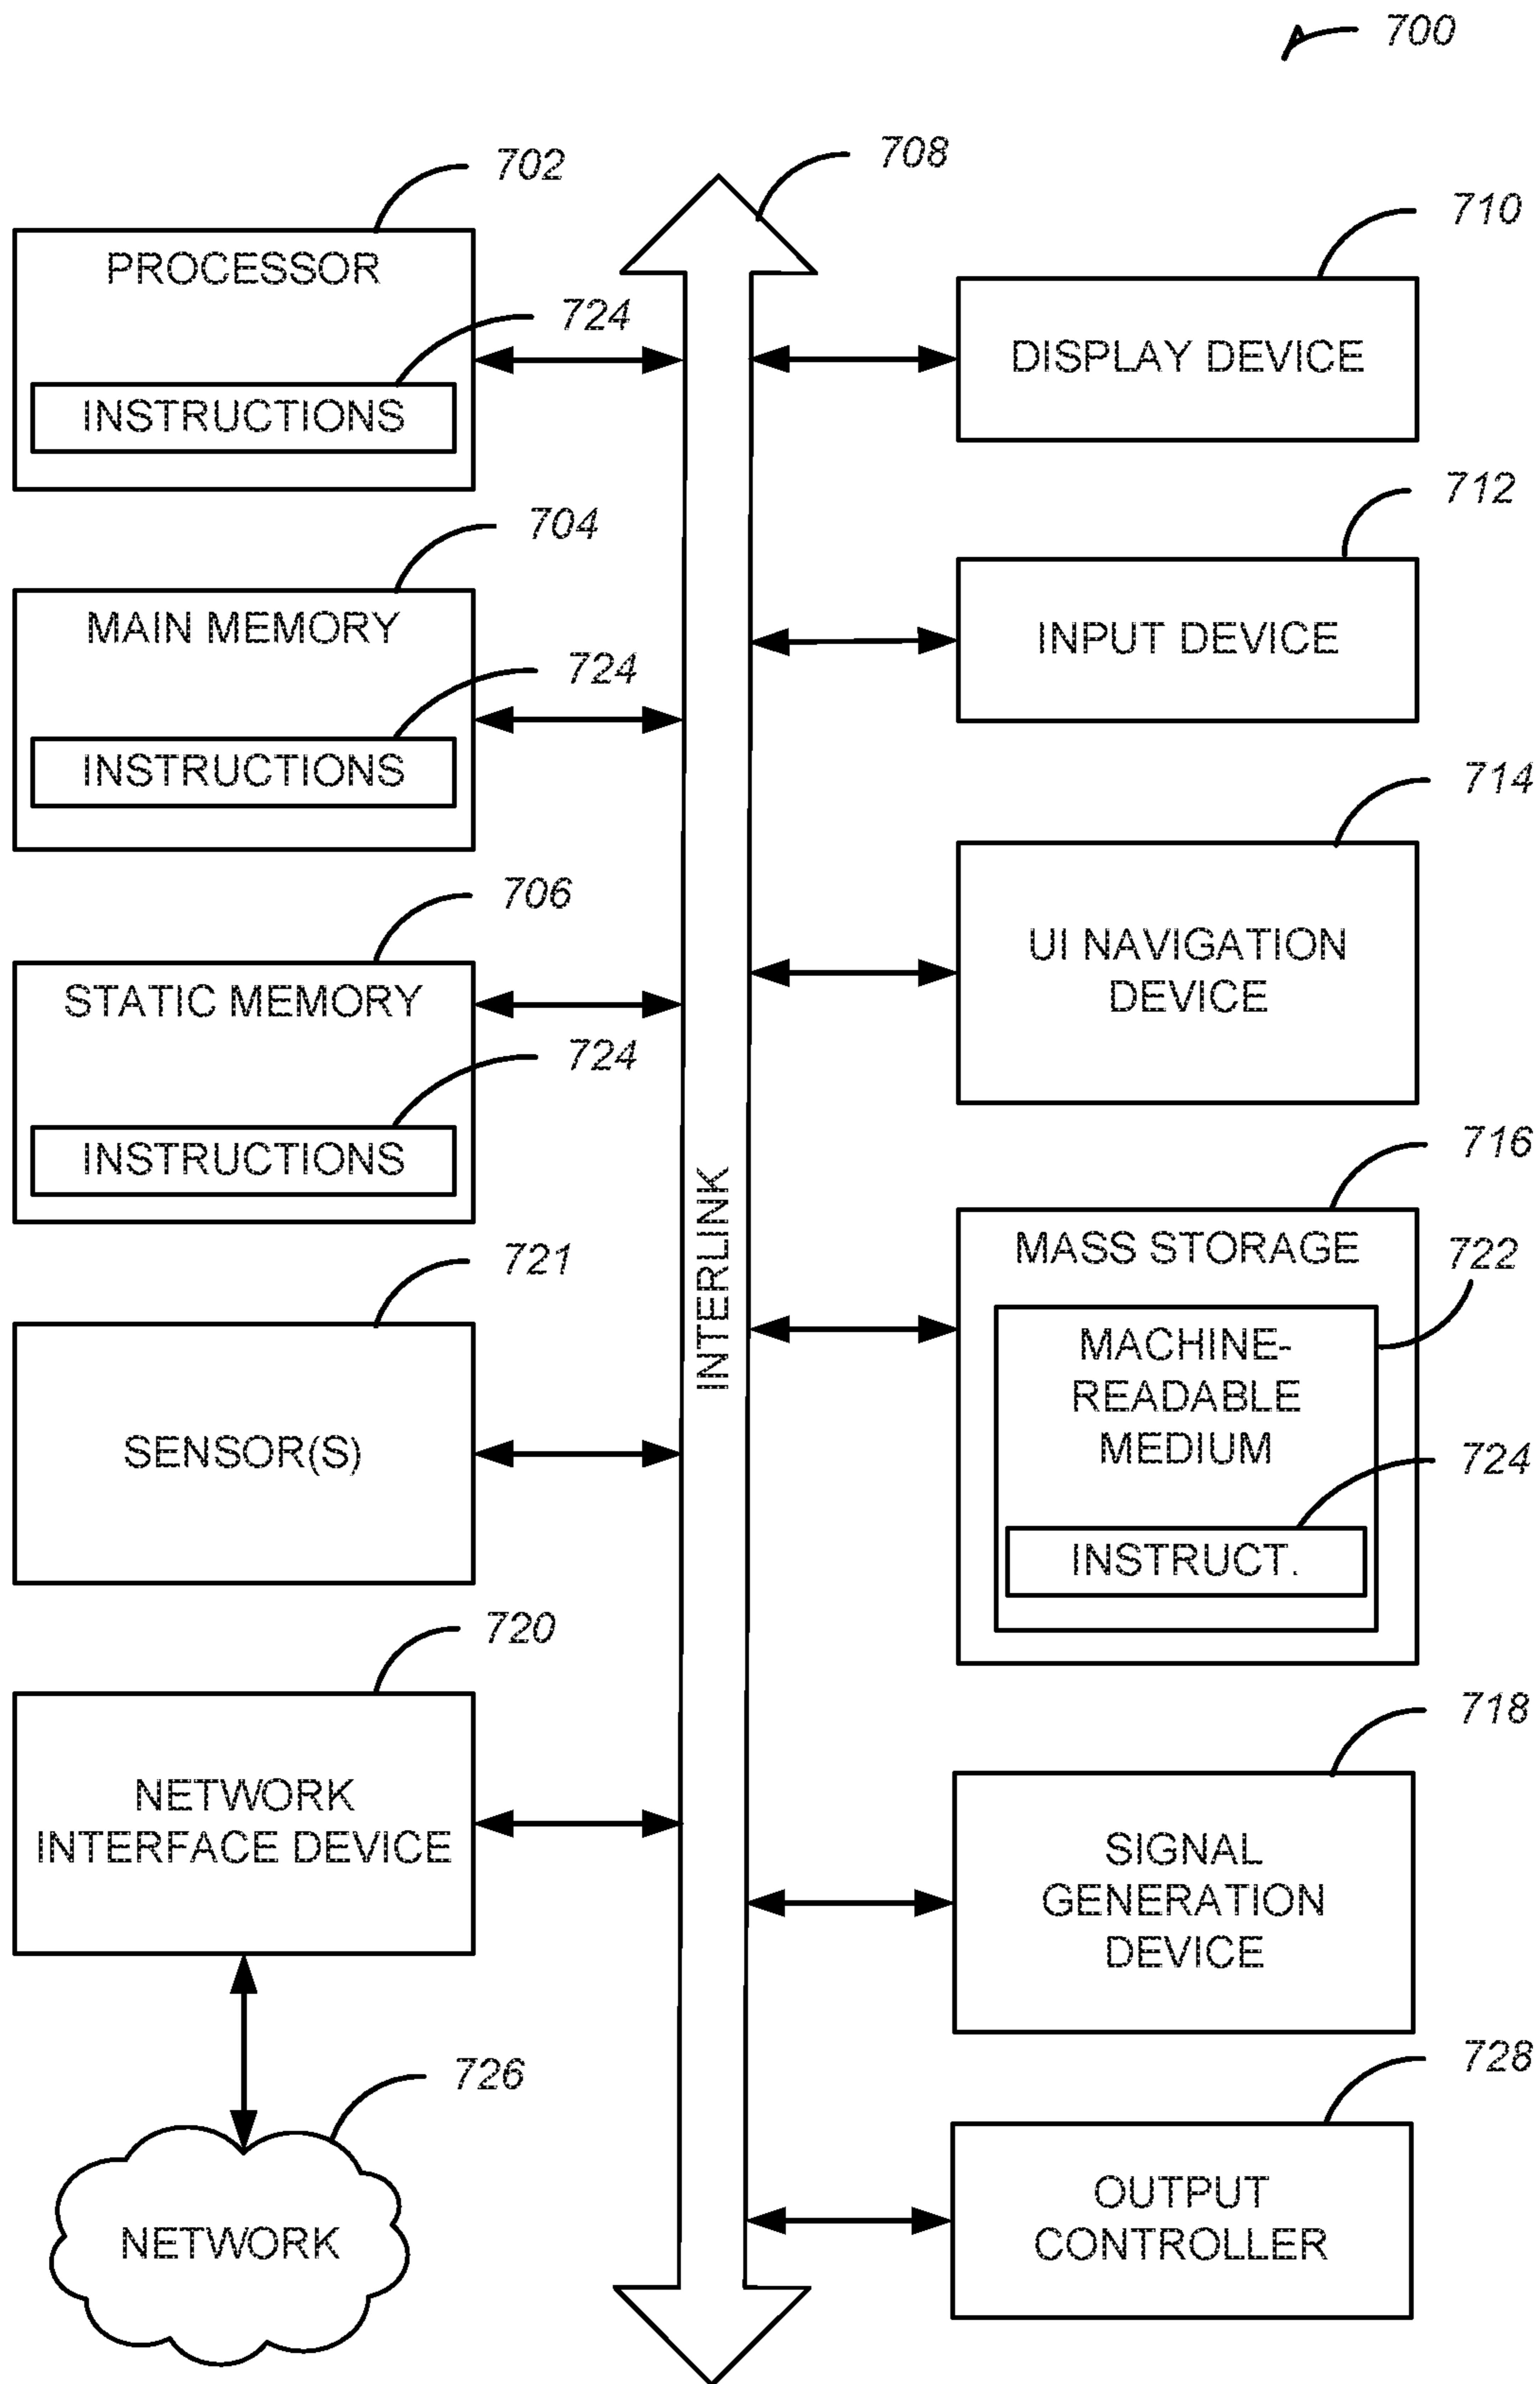 700
702
708
710
PROCESSOR
724
INSTRUCTIONS
DISPLAY DEVICE
712
704
MAIN MEMORY
724
INSTRUCTIONS
INPUT DEVICE
714
706
STATIC MEMORY
724
INSTRUCTIONS
UI NAVIGATION
DEVICE
INTERLINK
716
MASS STORAGE
722
MACHINE-
READABLE
MEDIUM
724
INSTRUCT.
721
SENSOR(S)
720
NETWORK
INTERFACE DEVICE
718
SIGNAL
GENERATION
DEVICE
726
NETWORK
728
OUTPUT
CONTROLLER